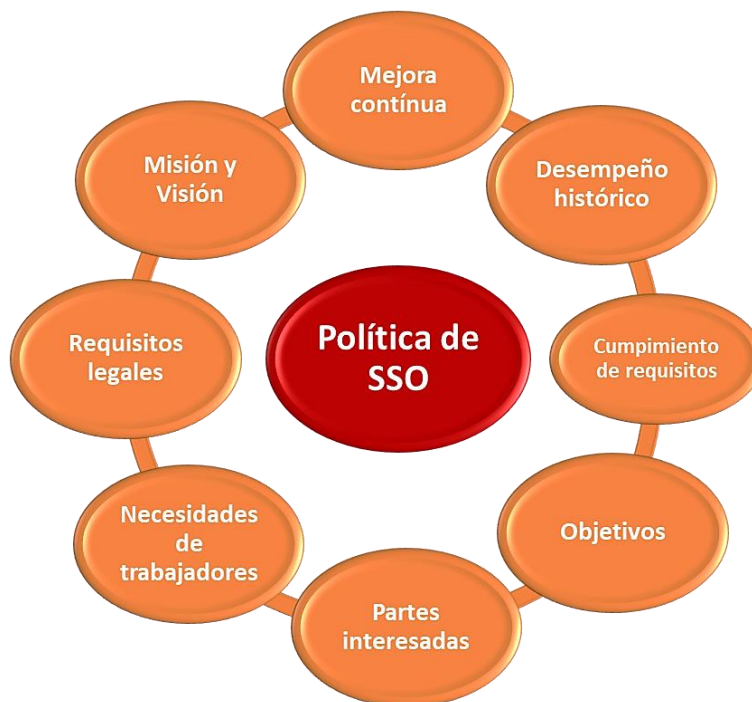 Mejora
contínua
Desempeño
histórico
Cumpimiento
de requisitos
Objetivos
Partes
interesadas
Necesidades
de
trabajadores
Requisitos
legales
Misión y
Visión
Política de
SSO